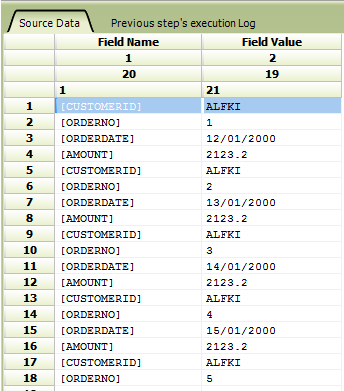 Source Data Previous step's execution Log
Field Name Field Value
1 2
20 19
1 21
1 [CUSTOMERID] ALFKI
2 [ORDERNO] 1
3 [ORDERDATE] 12/01/2000
4 [AMOUNT] 2123.2
5 [CUSTOMERID] ALFKI
6 [ORDERNO] 2
7 [ORDERDATE] 13/01/2000
8 [AMOUNT] 2123.2
9 [CUSTOMERID] ALFKI
10 [ORDERNO] 3
11 [ORDERDATE] 14/01/2000
12 [AMOUNT] 2123.2
13 [CUSTOMERID] ALFKI
14 [ORDERNO] 4
15 [ORDERDATE] 15/01/2000
16 [AMOUNT] 2123.2
17 [CUSTOMERID] ALFKI
18 [ORDERNO] 5